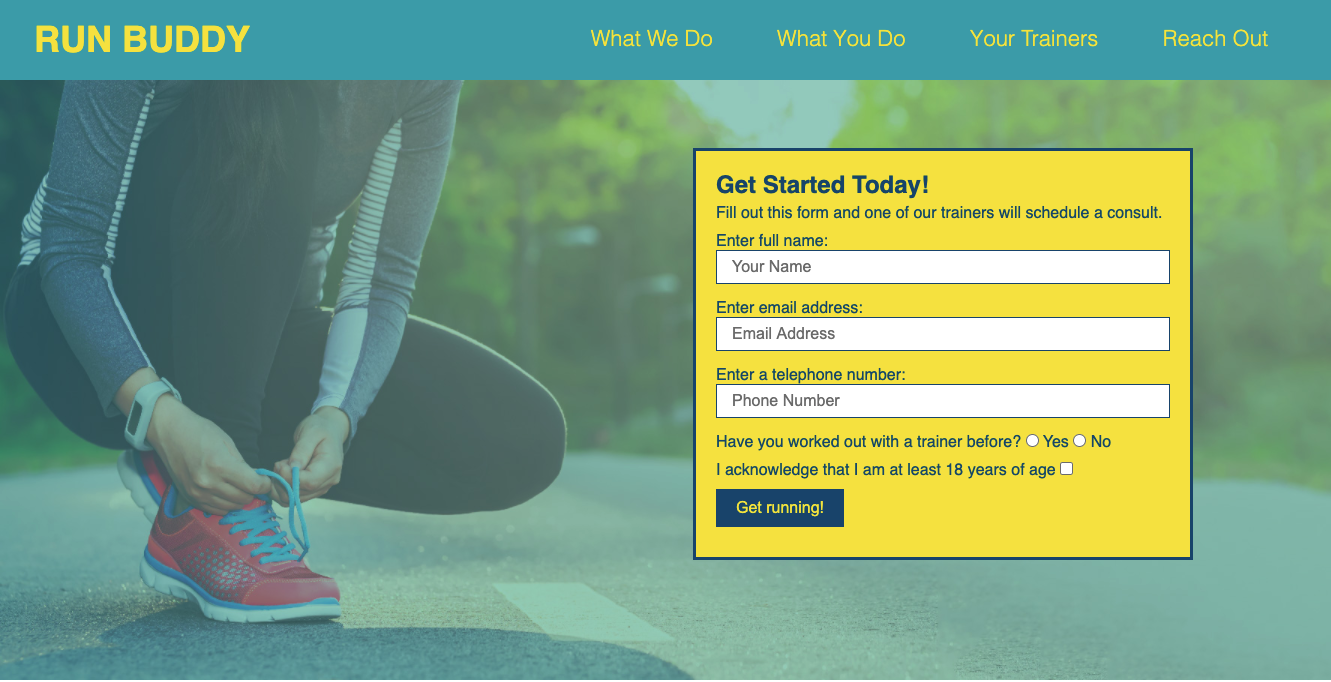 RUN BUDDY
What We Do What You Do Your Trainers Reach Out
Get Started Today!
Fill out this form and one of our trainers will schedule a consult.
Enter full name:
Your Name
Enter email address:
Email Address
Enter a telephone number:
Phone Number
Have you worked out with a trainer before? Yes No
I acknowledge that I am at least 18 years of age
Get running!